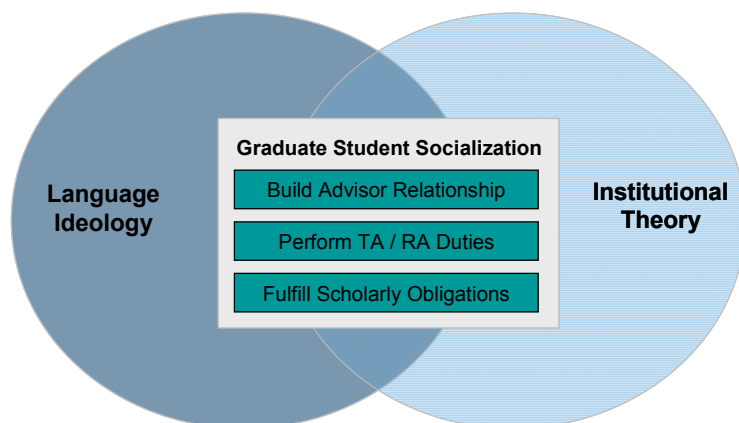 Graduate Student Socialization
Language
Ideology
Build Advisor Relationship
Perform TA / RA Duties
Fulfill Scholarly Obligations
Institutional
Theory